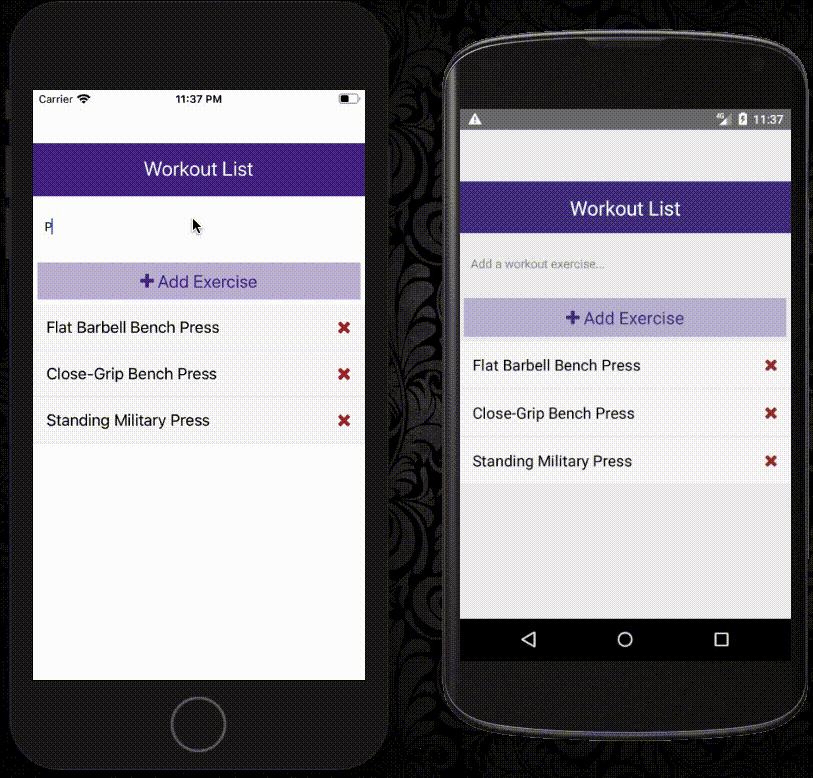 Carrier 11:37 PM
Workout List
P
Add Exercise
Flat Barbell Bench Press
Close-Grip Bench Press
Standing Military Press
4G 11:37
Workout List
Add a workout exercise...
Add Exercise
Flat Barbell Bench Press
Close-Grip Bench Press
Standing Military Press